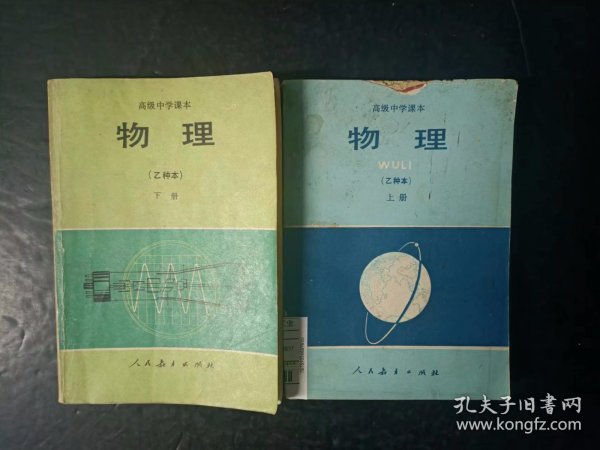 高级中学课本
物 理
(乙种本)
下 册
人民教育出版社
高级中学课本
物 理
WULI
(乙种本)
上 册
人民教育出版社
孔夫子旧书网
www.kongfz.com